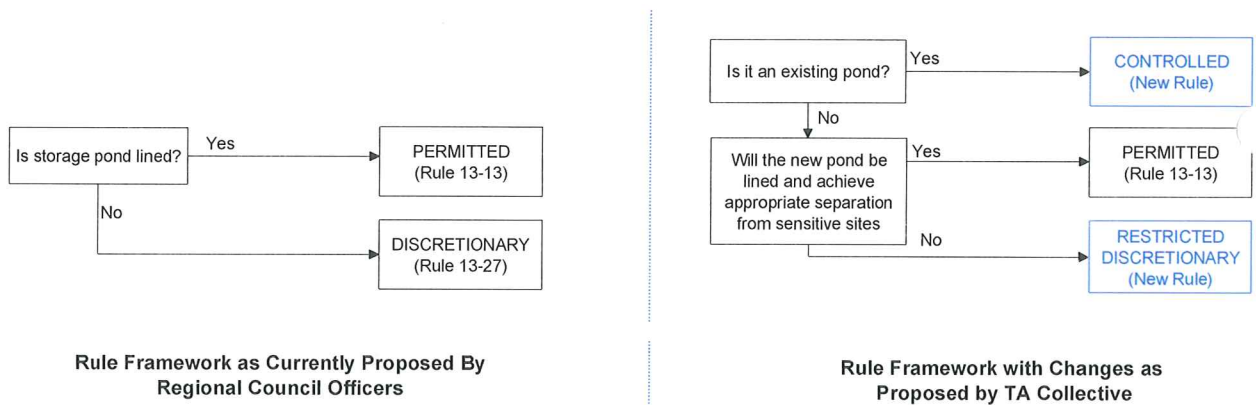 Is storage pond lined?
Yes
PERMITTED
(Rule 13-13)
No
DISCRETIONARY
(Rule 13-27)
Rule Framework as Currently Proposed By
Regional Council Officers
Is it an existing pond?
Yes
CONTROLLED
(New Rule)
No
Will the new pond be
lined and achieve
appropriate separation
from sensitive sites
Yes
PERMITTED
(Rule 13-13)
No
RESTRICTED
DISCRETIONARY
(New Rule)
Rule Framework with Changes as
Proposed by TA Collective